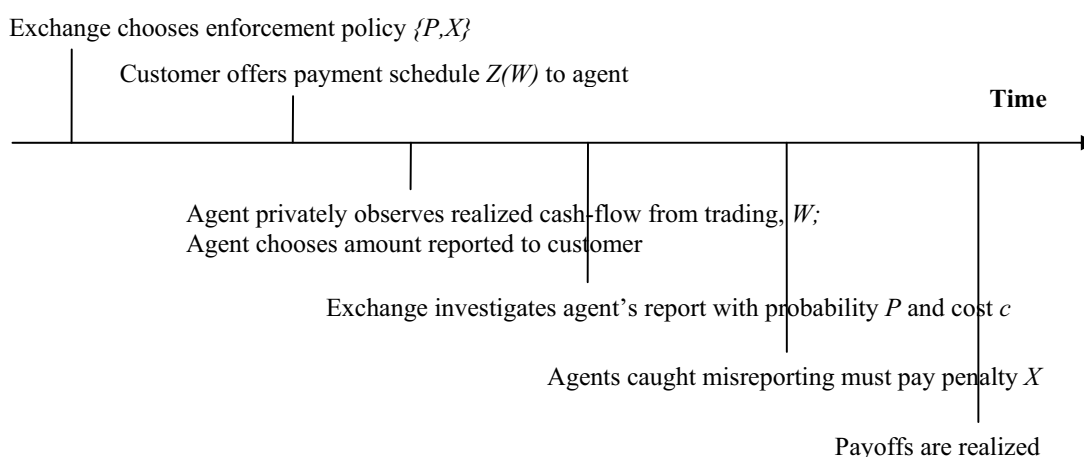 Exchange chooses enforcement policy {P,X}
Customer offers payment schedule Z(W) to agent
Time
Agent privately observes realized cash-flow from trading, W;
Agent chooses amount reported to customer
Exchange investigates agent's report with probability P and cost c
Agents caught misreporting must pay penalty X
Payoffs are realized